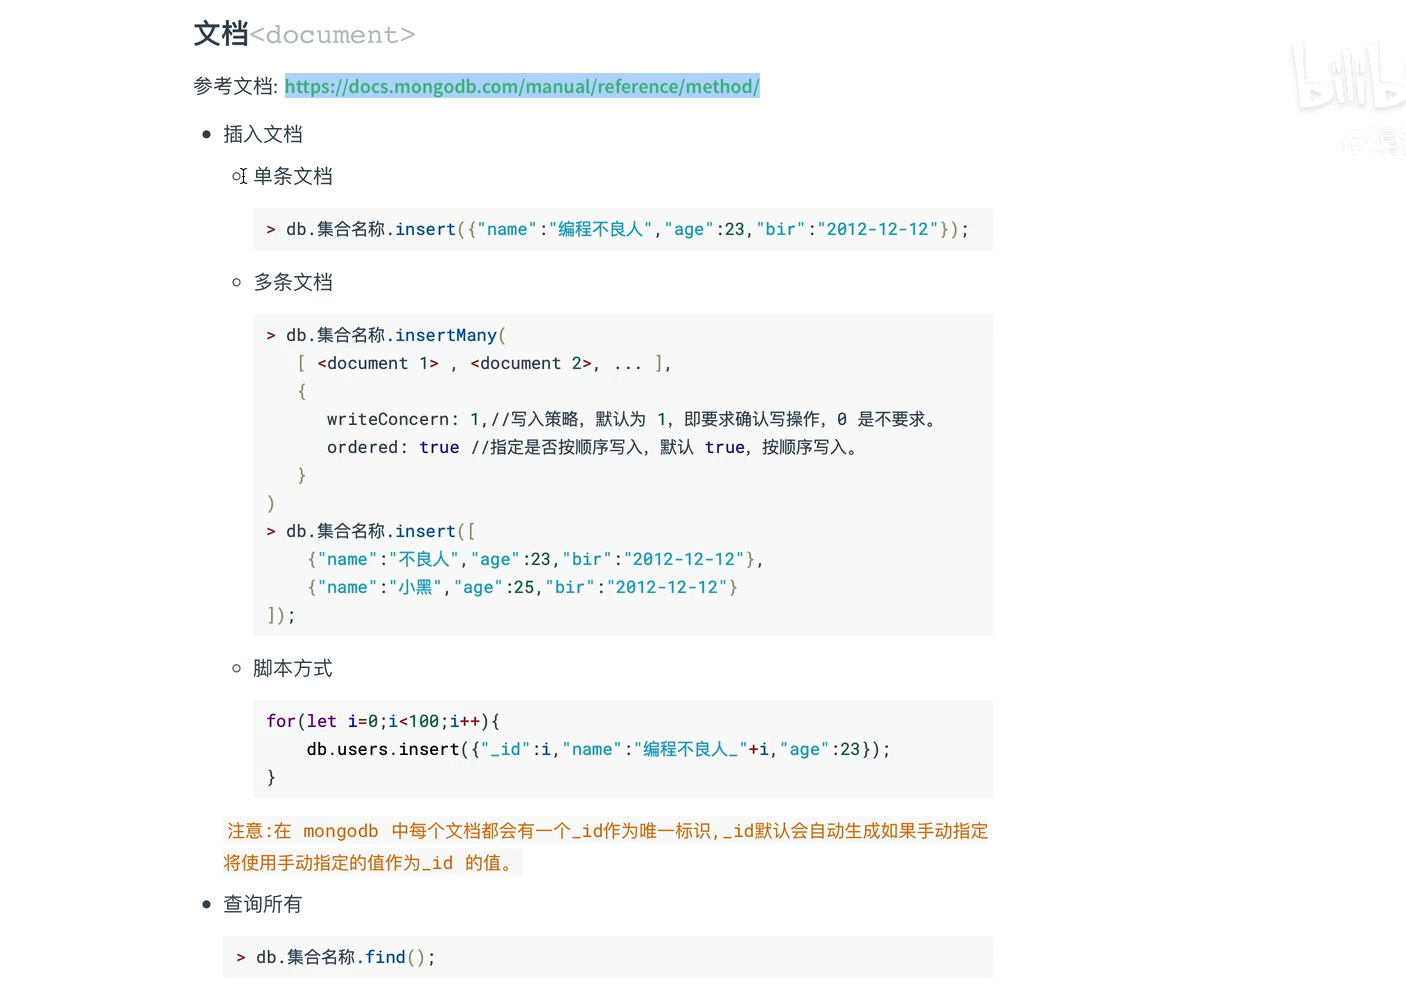 文档<document>
参考文档: https://docs.mongodb.com/manual/reference/method/
插入文档
单条文档
> db.集合名称.insert({"name":"编程不良人","age":23,"bir":"2012-12-12"});
多条文档
> db.集合名称.insertMany(
[ <document 1> , <document 2>, ... ],
{
writeConcern: 1,//写入策略，默认为 1，即要求确认写操作，0 是不要求。
ordered: true //指定是否按顺序写入，默认 true，按顺序写入。
}
)
> db.集合名称.insert([
{"name":"不良人","age":23,"bir":"2012-12-12"},
{"name":"小黑","age":25,"bir":"2012-12-12"}
]);
脚本方式
for(let i=0;i<100;i++){
db.users.insert({"_id":i,"name":"编程不良人_"+i,"age":23});
}
注意:在 mongodb 中每个文档都会有一个_id作为唯一标识,_id默认会自动生成如果手动指定
将使用手动指定的值作为_id 的值。
查询所有
> db.集合名称.find();